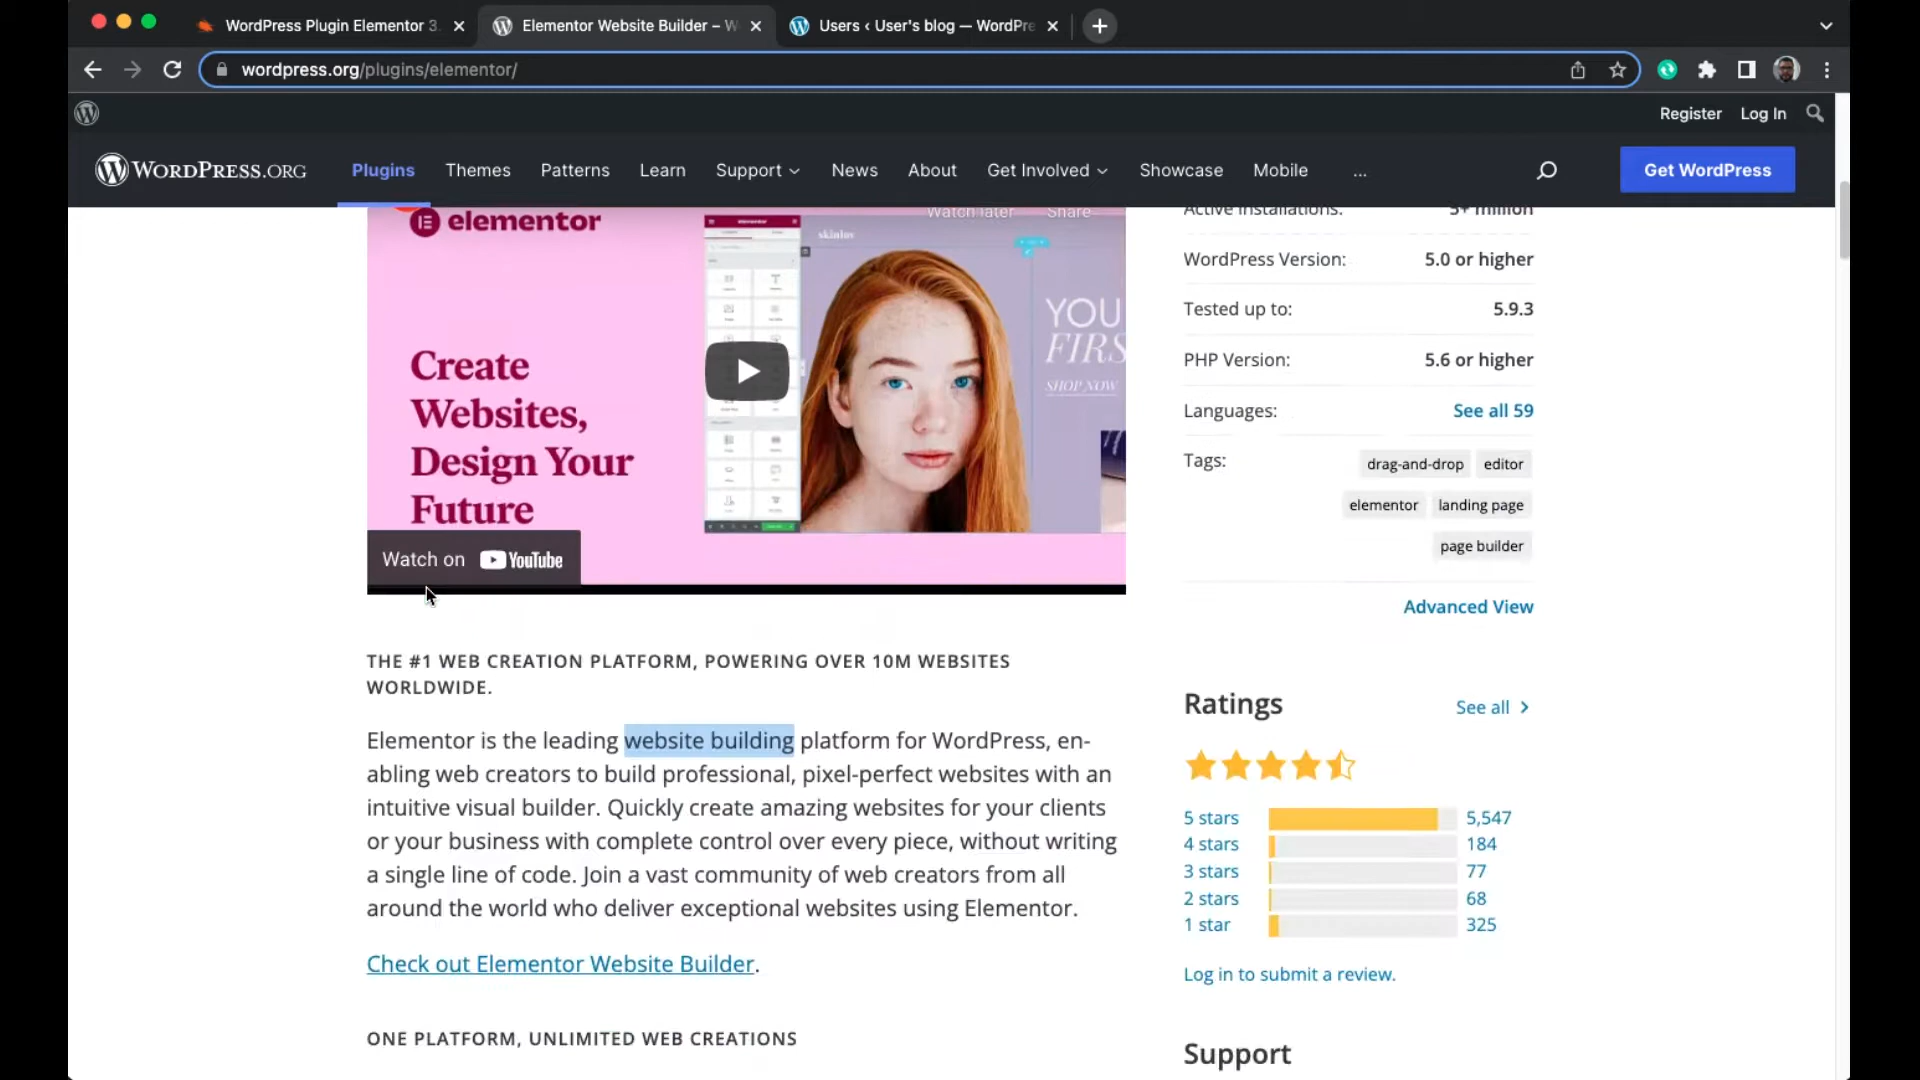 WordPress Plugin Elementor 3.
Elementor Website Builder – W
Users ‹ User's blog — WordPre
wordpress.org/plugins/elementor/
Register
Log In
WORDPRESS.ORG
Plugins
Themes
Patterns
Learn
Support
News
About
Get Involved
Showcase
Mobile
...
Get WordPress
elementor
Watch later
Share
skinluv
YOU
FIRS
SHOP NOW
Create
Websites,
Design Your
Future
Watch on YouTube
THE #1 WEB CREATION PLATFORM, POWERING OVER 10M WEBSITES
WORLDWIDE.
Elementor is the leading website building platform for WordPress, en-
abling web creators to build professional, pixel-perfect websites with an
intuitive visual builder. Quickly create amazing websites for your clients
or your business with complete control over every piece, without writing
a single line of code. Join a vast community of web creators from all
around the world who deliver exceptional websites using Elementor.
Check out Elementor Website Builder.
ONE PLATFORM, UNLIMITED WEB CREATIONS
Active installations: 5+ million
WordPress Version: 5.0 or higher
Tested up to: 5.9.3
PHP Version: 5.6 or higher
Languages: See all 59
Tags: drag-and-drop editor
elementor landing page
page builder
Advanced View
Ratings
See all
5 stars 5,547
4 stars 184
3 stars 77
2 stars 68
1 star 325
Log in to submit a review.
Support